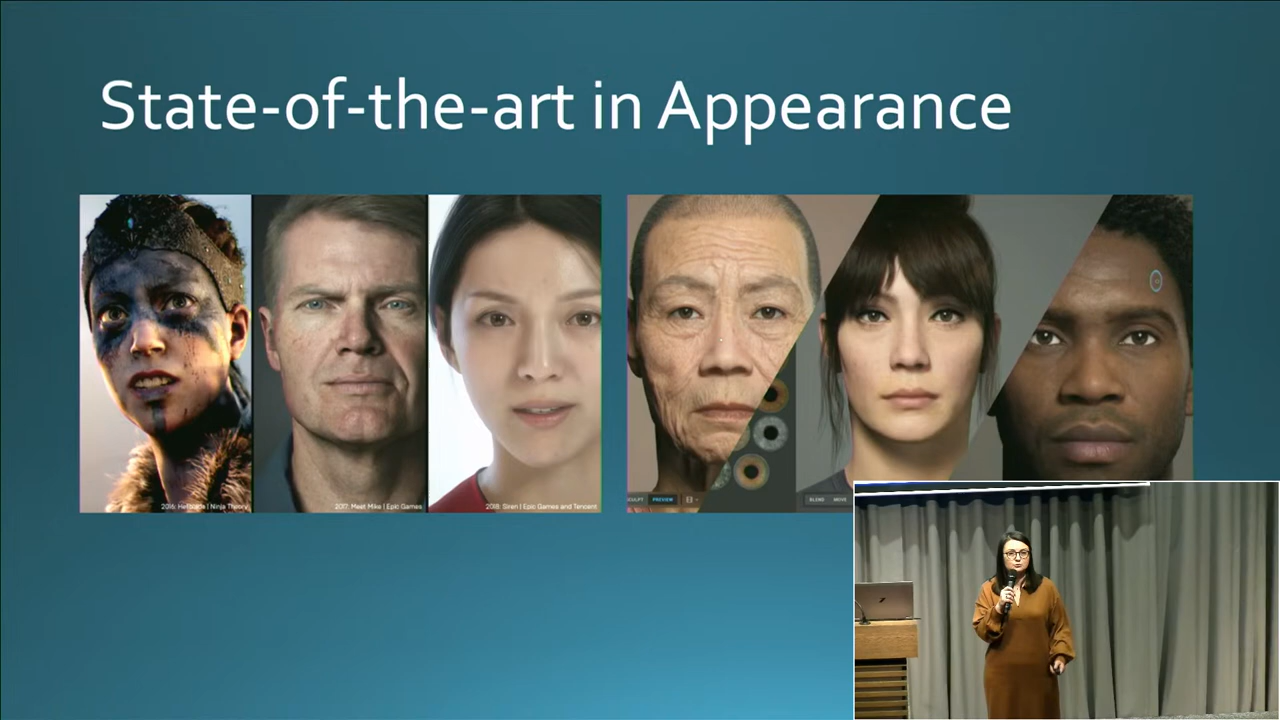 State-of-the-art in Appearance
2016: Hellblade | Ninja Theory
2017: Meet Mike | Epic Games
2018: Siren | Epic Games and Tencent
SCULPT PREVIEW
BLEND MOVE